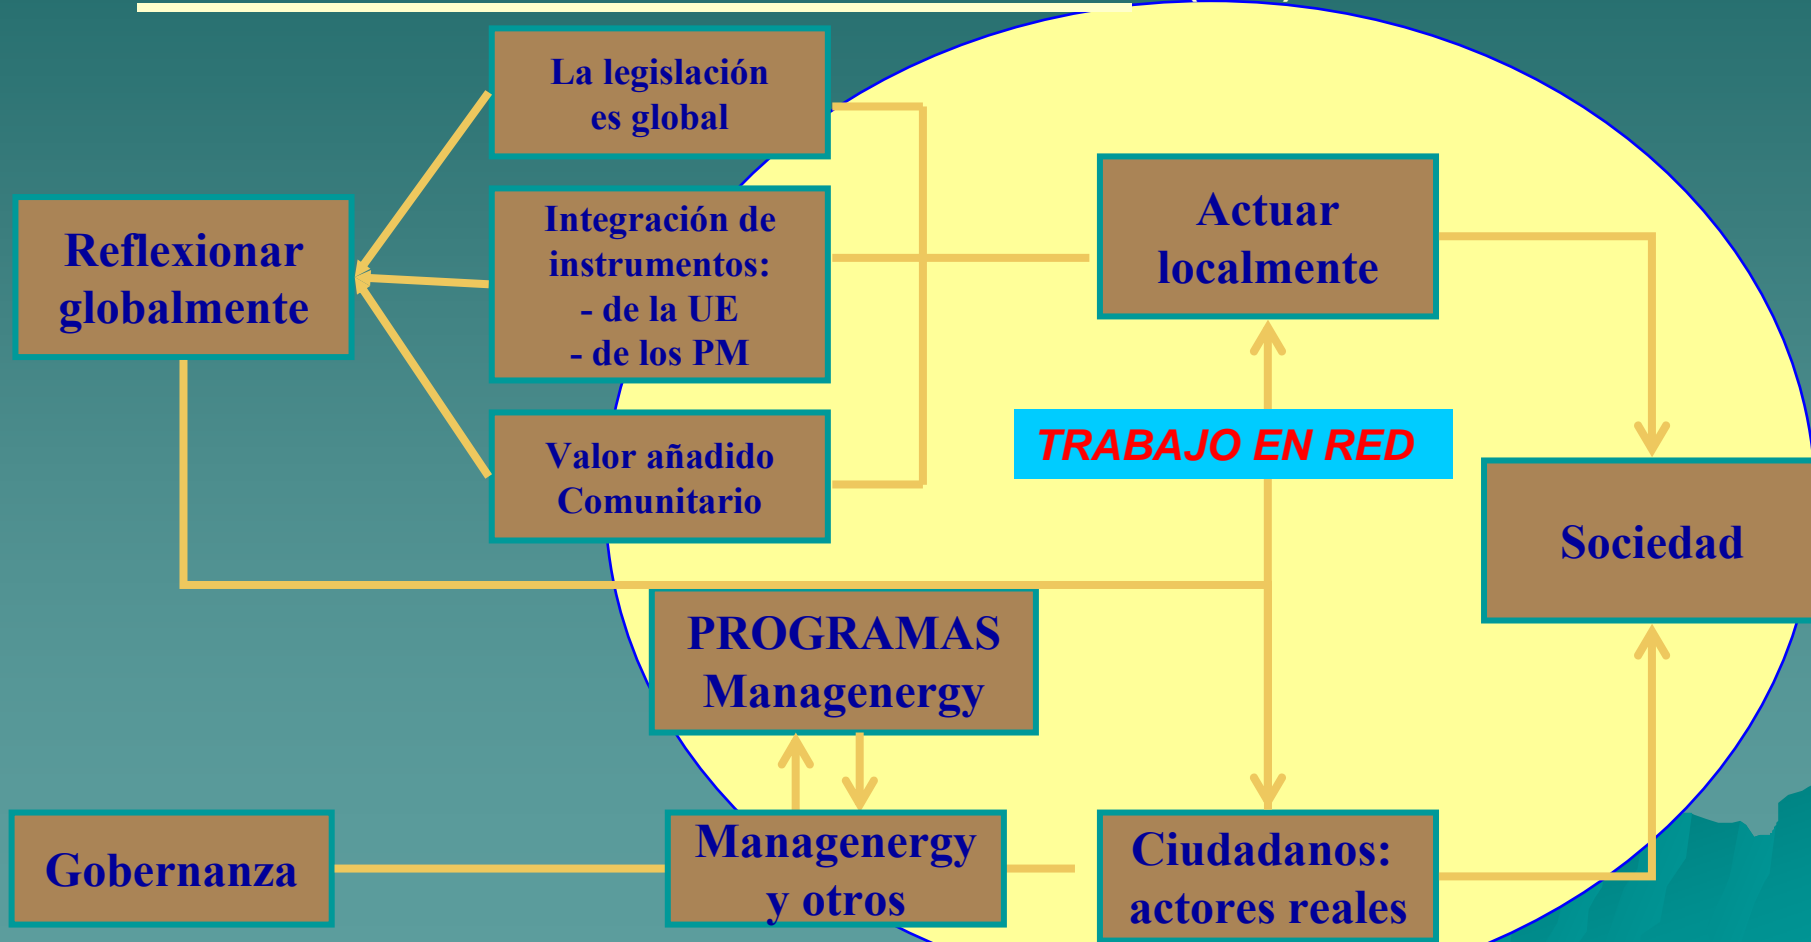 La legislación
es global
Reflexionar
globalmente
Integración de
instrumentos:
- de la UE
- de los PM
Actuar
localmente
Valor añadido
Comunitario
TRABAJO EN RED
Sociedad
PROGRAMAS
Managenergy
Gobernanza
Managenergy
y otros
Ciudadanos:
actores reales